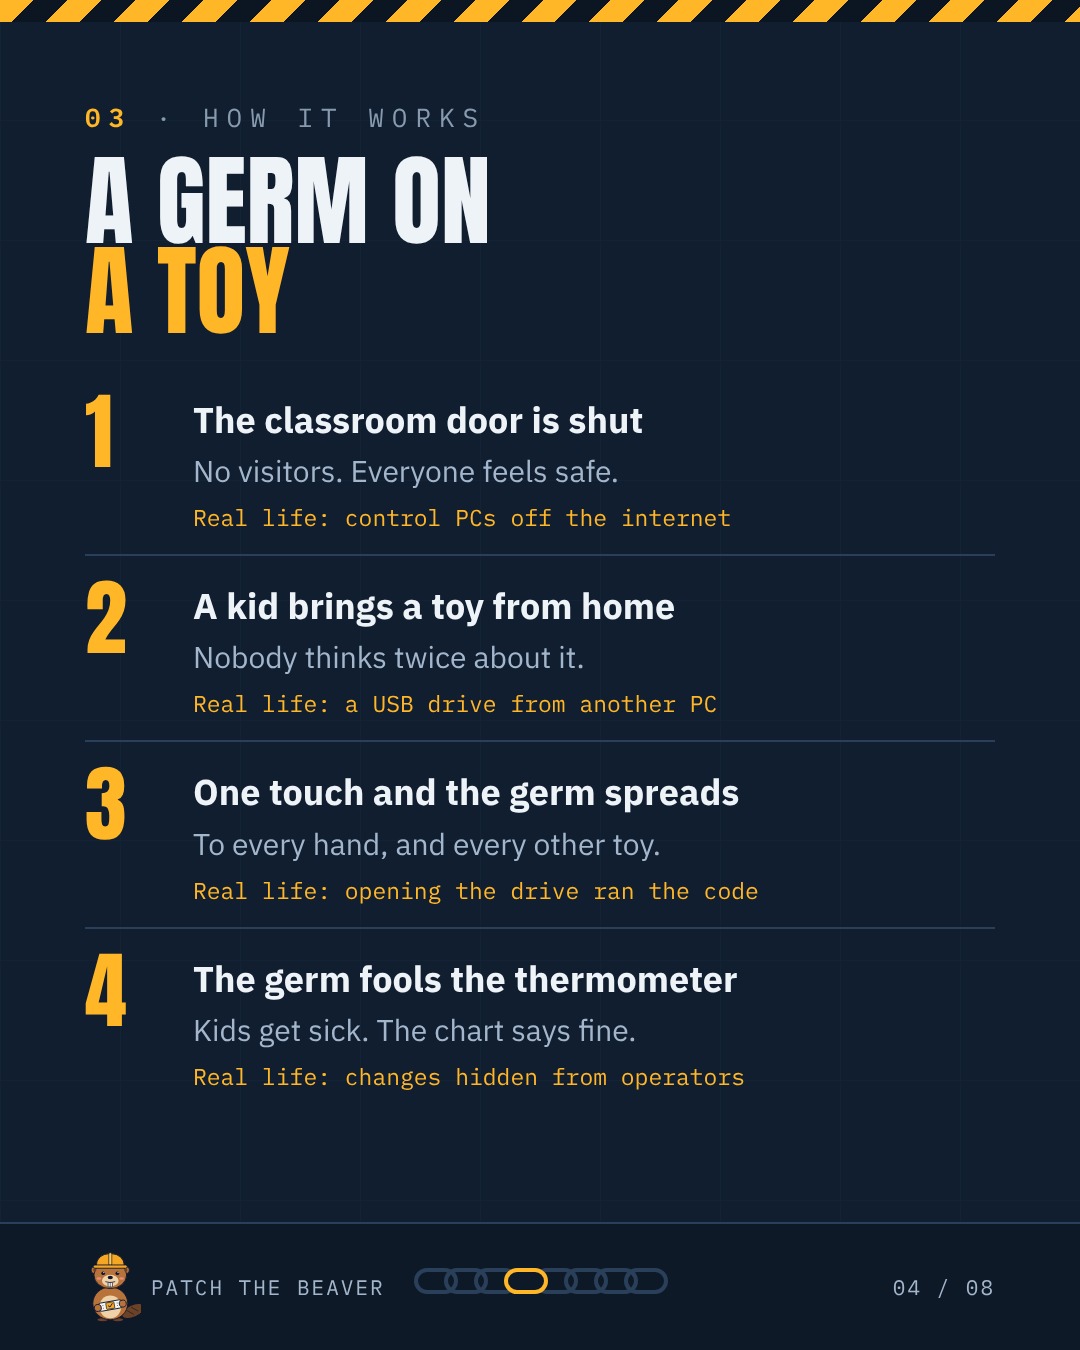 03 · HOW IT WORKS
A GERM ON
A TOY
1
The classroom door is shut
No visitors. Everyone feels safe.
Real life: control PCs off the internet
2
A kid brings a toy from home
Nobody thinks twice about it.
Real life: a USB drive from another PC
3
One touch and the germ spreads
To every hand, and every other toy.
Real life: opening the drive ran the code
4
The germ fools the thermometer
Kids get sick. The chart says fine.
Real life: changes hidden from operators
PATCH THE BEAVER
04 / 08